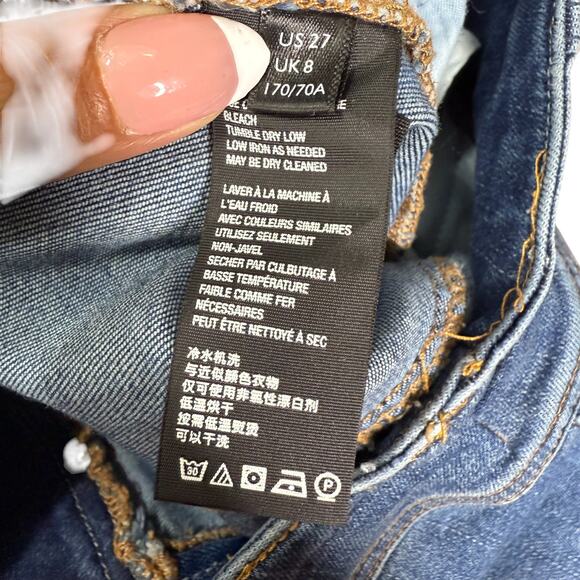 US 27
UK 8
170/70A
BLEACH
TUMBLE DRY LOW
LOW IRON AS NEEDED
MAY BE DRY CLEANED
LAVER À LA MACHINE À
L'EAU FROID
AVEC COULEURS SIMILAIRES
UTILISEZ SEULEMENT
NON-JAVEL
SECHER PAR CULBUTAGE À
BASSE TEMPÉRATURE
FAIBLE COMME FER
NÉCESSAIRES
PEUT ÊTRE NETTOYÉ À SEC
冷水机洗
与近似颜色衣物
仅可使用非氯性漂白剂
低温烘干
按需低温熨烫
可以干洗
30
P